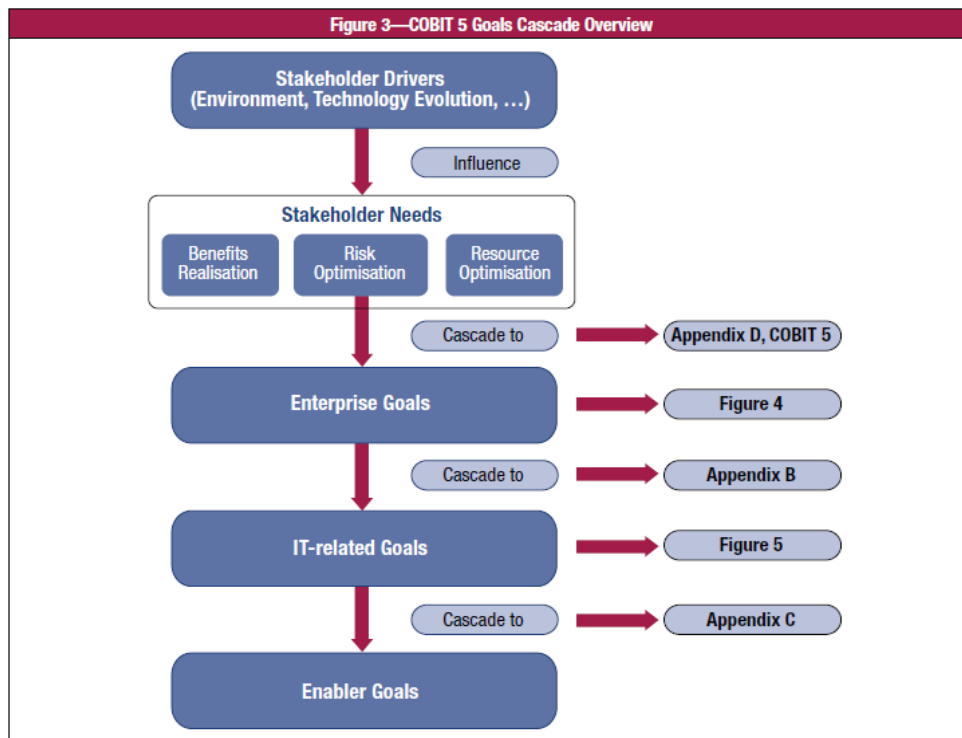 Figure 3—COBIT 5 Goals Cascade Overview
Stakeholder Drivers
(Environment, Technology Evolution, …)
Influence
Stakeholder Needs
Benefits
Realisation
Risk
Optimisation
Resource
Optimisation
Cascade to
Appendix D, COBIT 5
Enterprise Goals
Figure 4
Cascade to
Appendix B
IT-related Goals
Figure 5
Cascade to
Appendix C
Enabler Goals